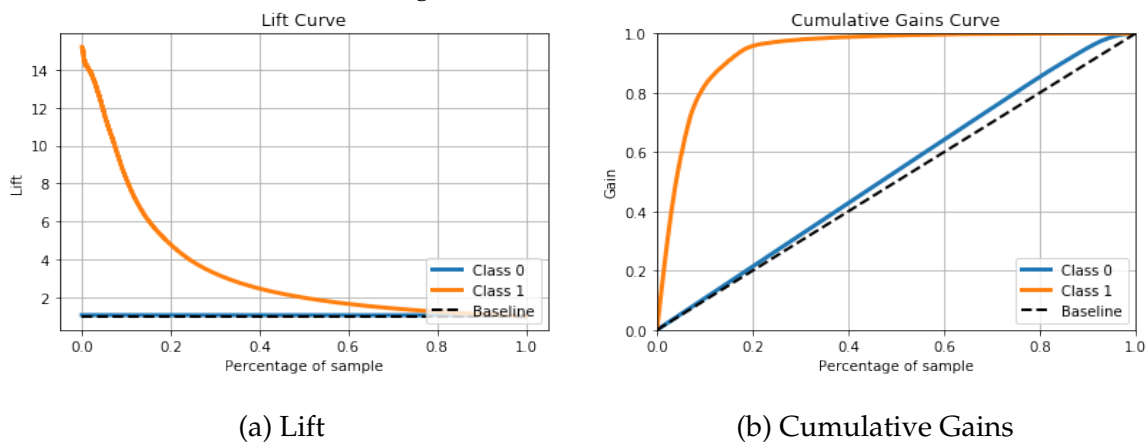 Lift Curve
14
12
10
8
6
4
2
Lift
0.0 0.2 0.4 0.6 0.8 1.0
Percentage of sample
Class 0
Class 1
Baseline
(a) Lift
Cumulative Gains Curve
1.0
0.8
0.6
0.4
0.2
0.0
Gain
0.0 0.2 0.4 0.6 0.8 1.0
Percentage of sample
Class 0
Class 1
Baseline
(b) Cumulative Gains